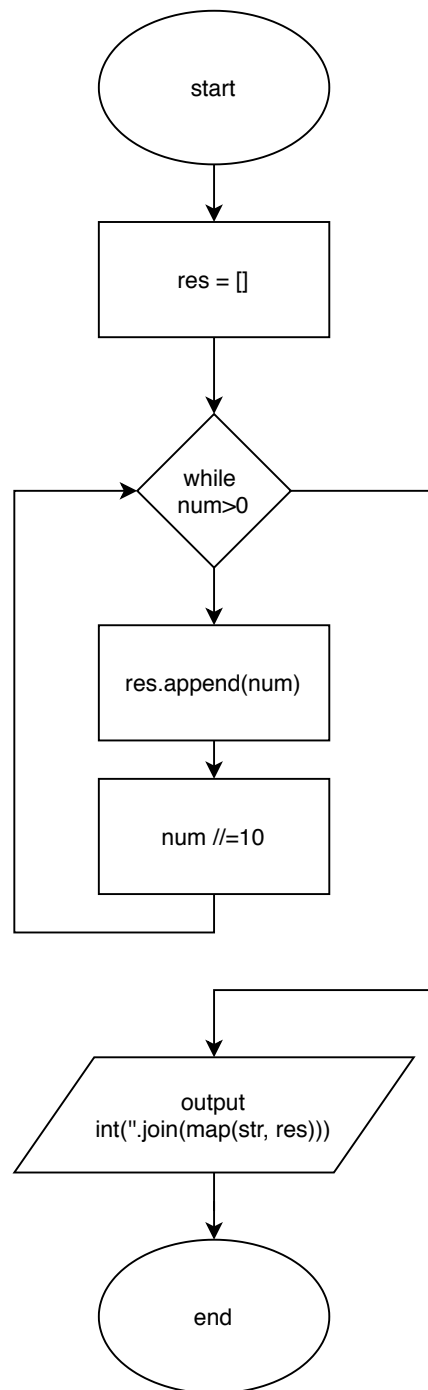 start
res = []
while
num>0
res.append(num)
num //=10
output
int(''.join(map(str, res)))
end